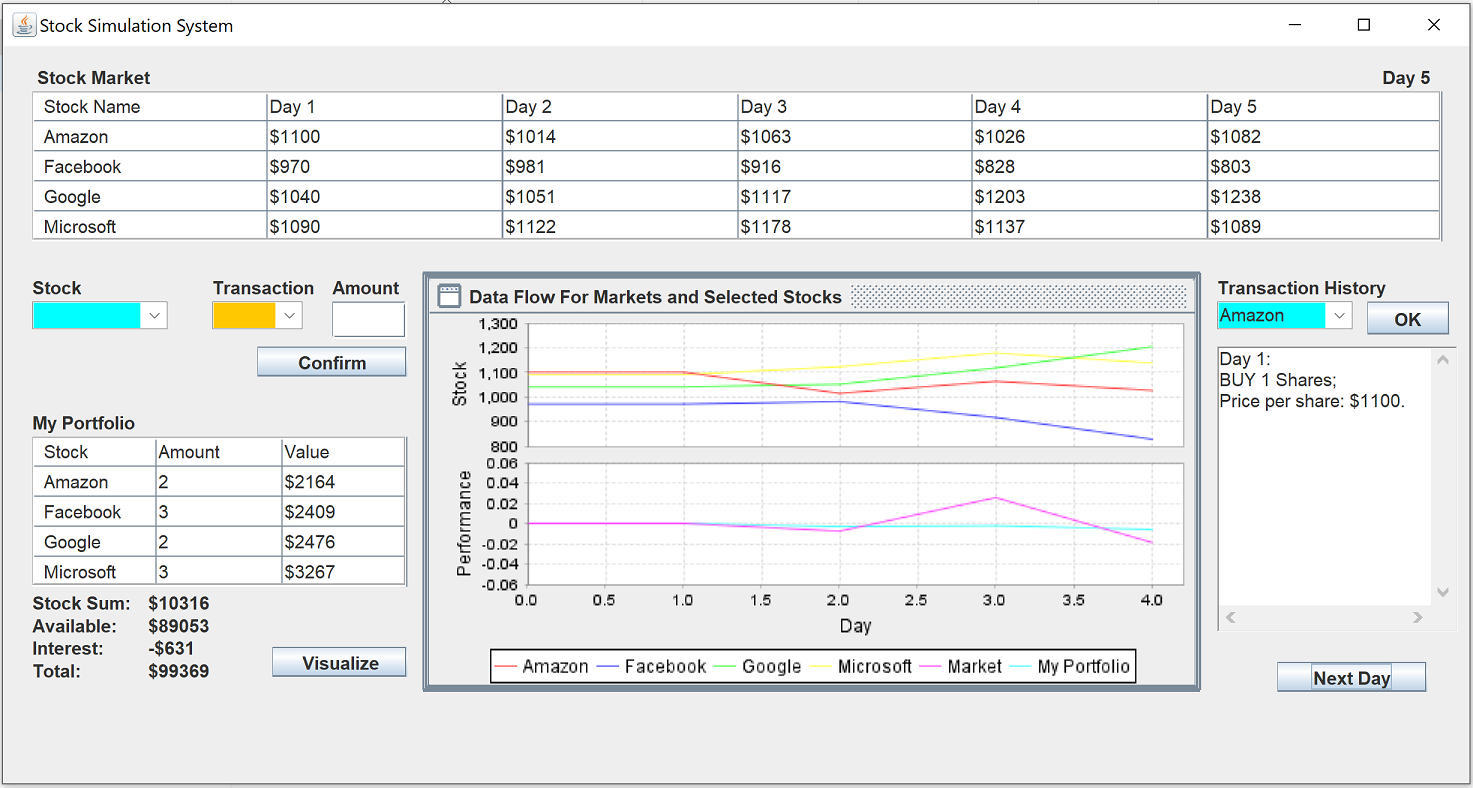 Stock Simulation System
Stock Market Day 5
Stock Name Day 1 Day 2 Day 3 Day 4 Day 5
Amazon $1100 $1014 $1063 $1026 $1082
Facebook $970 $981 $916 $828 $803
Google $1040 $1051 $1117 $1203 $1238
Microsoft $1090 $1122 $1178 $1137 $1089
Stock Transaction Amount
Confirm
My Portfolio
Stock Amount Value
Amazon 2 $2164
Facebook 3 $2409
Google 2 $2476
Microsoft 3 $3267
Stock Sum: $10316
Available: $89053
Interest: -$631
Total: $99369
Visualize
Data Flow For Markets and Selected Stocks
Stock
1,300
1,200
1,100
1,000
900
800
Performance
0.06
0.04
0.02
0
-0.02
-0.04
-0.06
0.0 0.5 1.0 1.5 2.0 2.5 3.0 3.5 4.0
Day
Amazon Facebook Google Microsoft Market My Portfolio
Transaction History
Amazon OK
Day 1:
BUY 1 Shares;
Price per share: $1100.
Next Day